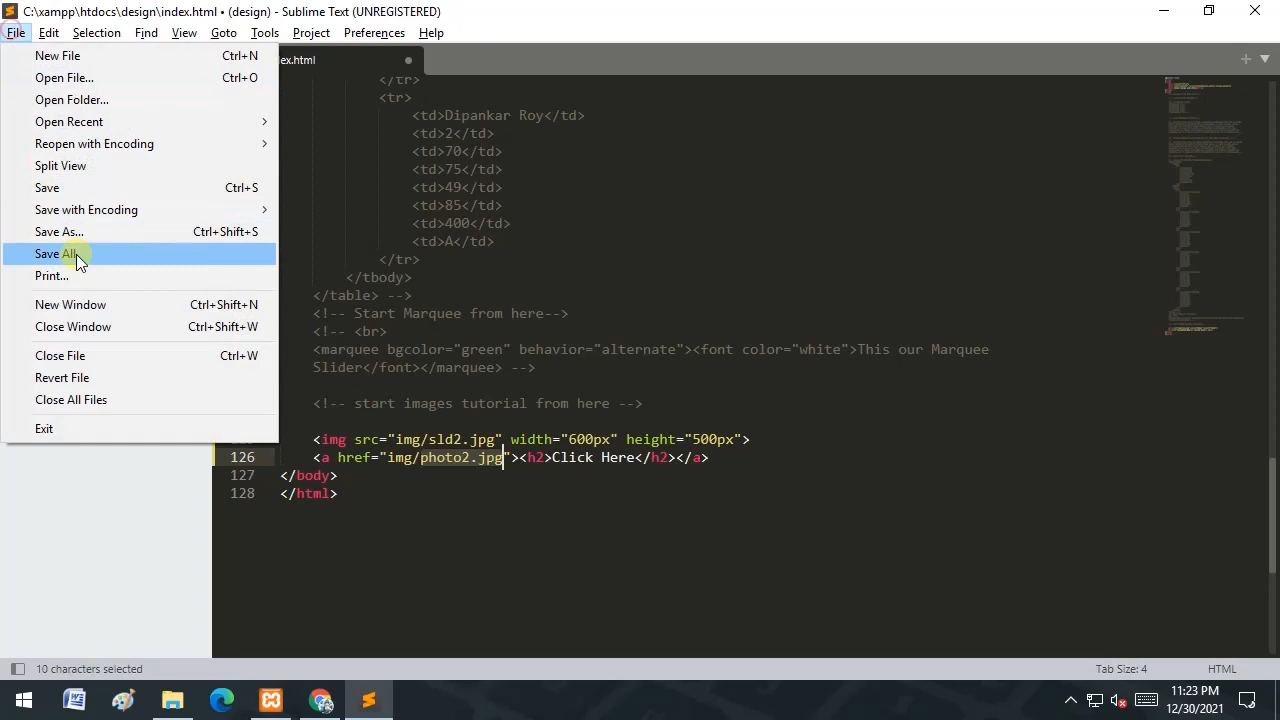 C:\xampp\htdocs\design\index.html • (design) - Sublime Text (UNREGISTERED)
File Edit Selection Find View Goto Tools Project Preferences Help
New File Ctrl+N
Open File... Ctrl+O
Open Folder...
Open Recent
Reopen with Encoding
Split View
Save Ctrl+S
Save with Encoding
Save As... Ctrl+Shift+S
Save All
Print...
New Window Ctrl+Shift+N
Close Window Ctrl+Shift+W
Close File Ctrl+W
Revert File
Close All Files
Exit
ex.html
</tr>
<tr>
<td>Dipankar Roy</td>
<td>2</td>
<td>70</td>
<td>75</td>
<td>49</td>
<td>85</td>
<td>400</td>
<td>A</td>
</tr>
</tbody>
</table> -->
<!-- Start Marquee from here-->
<!-- <br>
<marquee bgcolor="green" behavior="alternate"><font color="white">This our Marquee
Slider</font></marquee> -->
<!-- start images tutorial from here -->
<img src="img/sld2.jpg" width="600px" height="500px">
126 <a href="img/photo2.jpg"><h2>Click Here</h2></a>
127 </body>
128 </html>
10 characters selected
Tab Size: 4
HTML
11:23 PM
12/30/2021